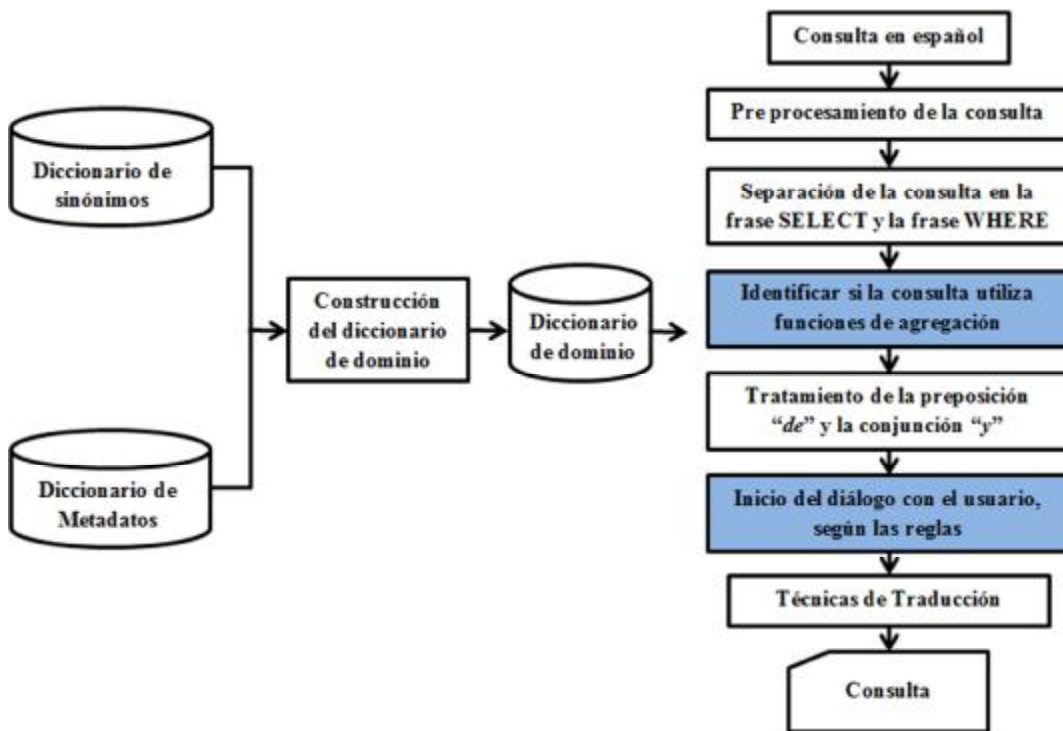 Consulta en español
Pre procesamiento de la consulta
Separación de la consulta en la
frase SELECT y la frase WHERE
Identificar si la consulta utiliza
funciones de agregación
Tratamiento de la preposición
“de” y la conjunción “y”
Inicio del diálogo con el usuario,
según las reglas
Técnicas de Traducción
Consulta
Diccionario de
sinónimos
Diccionario de
Metadatos
Construcción
del diccionario
de dominio
Diccionario
de dominio